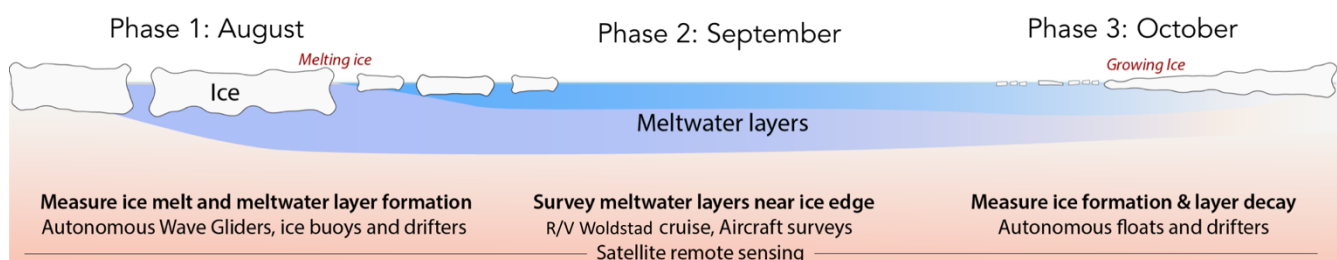 Phase 1: August
Phase 2: September
Phase 3: October
Melting ice
Growing Ice
Ice
Meltwater layers
Measure ice melt and meltwater layer formation
Autonomous Wave Gliders, ice buoys and drifters
Survey meltwater layers near ice edge
R/V Woldstad cruise, Aircraft surveys
Measure ice formation & layer decay
Autonomous floats and drifters
Satellite remote sensing